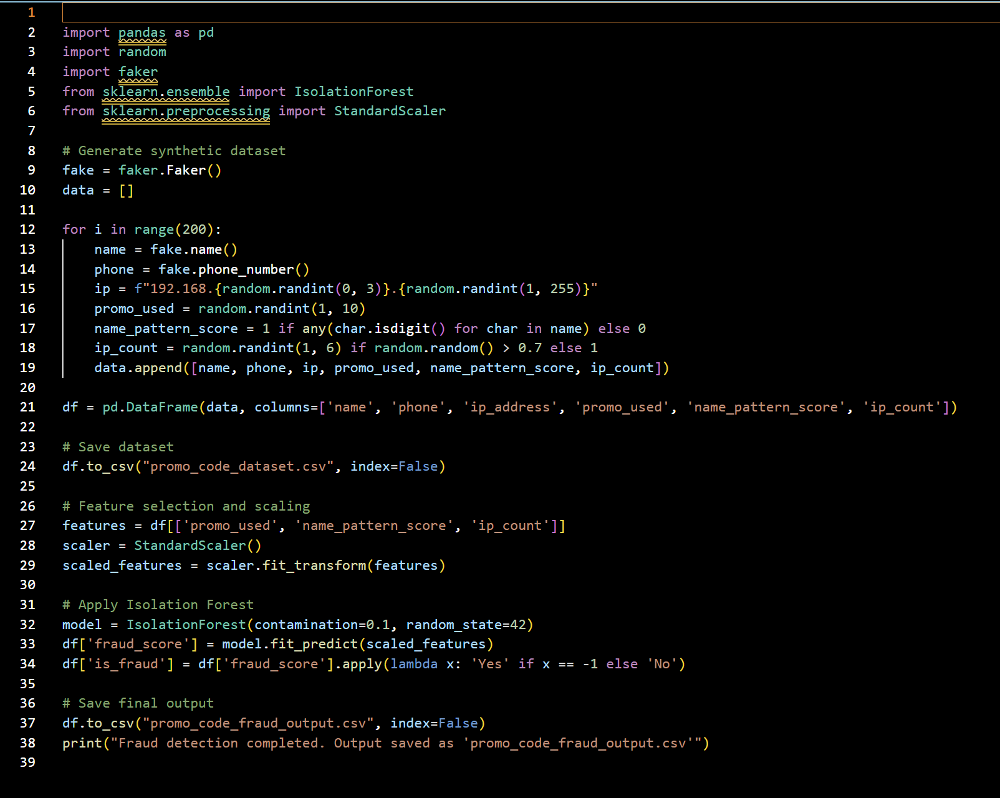 1
2 import pandas as pd
3 import random
4 import faker
5 from sklearn.ensemble import IsolationForest
6 from sklearn.preprocessing import StandardScaler
7
8 # Generate synthetic dataset
9 fake = faker.Faker()
10 data = []
11
12 for i in range(200):
13     name = fake.name()
14     phone = fake.phone_number()
15     ip = f"192.168.{random.randint(0, 3)}.{random.randint(1, 255)}"
16     promo_used = random.randint(1, 10)
17     name_pattern_score = 1 if any(char.isdigit() for char in name) else 0
18     ip_count = random.randint(1, 6) if random.random() > 0.7 else 1
19     data.append([name, phone, ip, promo_used, name_pattern_score, ip_count])
20
21 df = pd.DataFrame(data, columns=['name', 'phone', 'ip_address', 'promo_used', 'name_pattern_score', 'ip_count'])
22
23 # Save dataset
24 df.to_csv("promo_code_dataset.csv", index=False)
25
26 # Feature selection and scaling
27 features = df[['promo_used', 'name_pattern_score', 'ip_count']]
28 scaler = StandardScaler()
29 scaled_features = scaler.fit_transform(features)
30
31 # Apply Isolation Forest
32 model = IsolationForest(contamination=0.1, random_state=42)
33 df['fraud_score'] = model.fit_predict(scaled_features)
34 df['is_fraud'] = df['fraud_score'].apply(lambda x: 'Yes' if x == -1 else 'No')
35
36 # Save final output
37 df.to_csv("promo_code_fraud_output.csv", index=False)
38 print("Fraud detection completed. Output saved as 'promo_code_fraud_output.csv'")
39